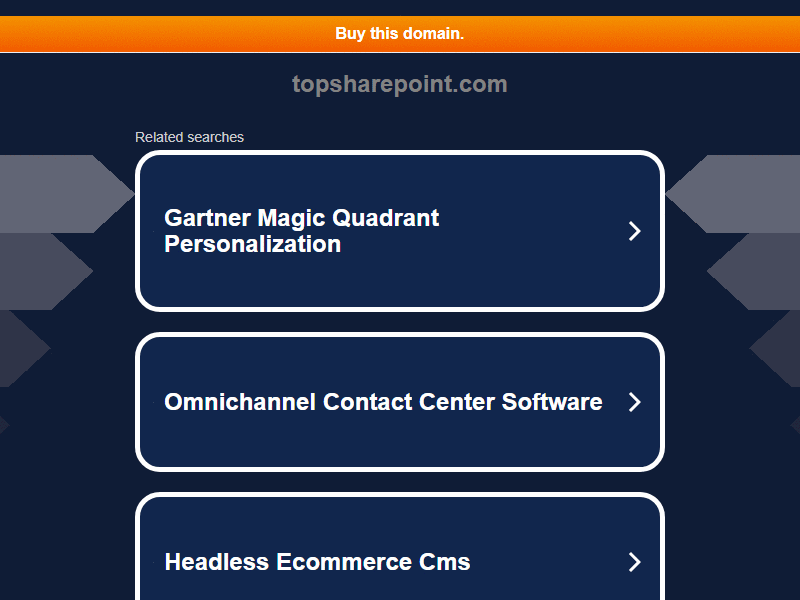 Buy this domain.
topsharepoint.com
Related searches
Gartner Magic Quadrant
Personalization
Omnichannel Contact Center Software
Headless Ecommerce Cms